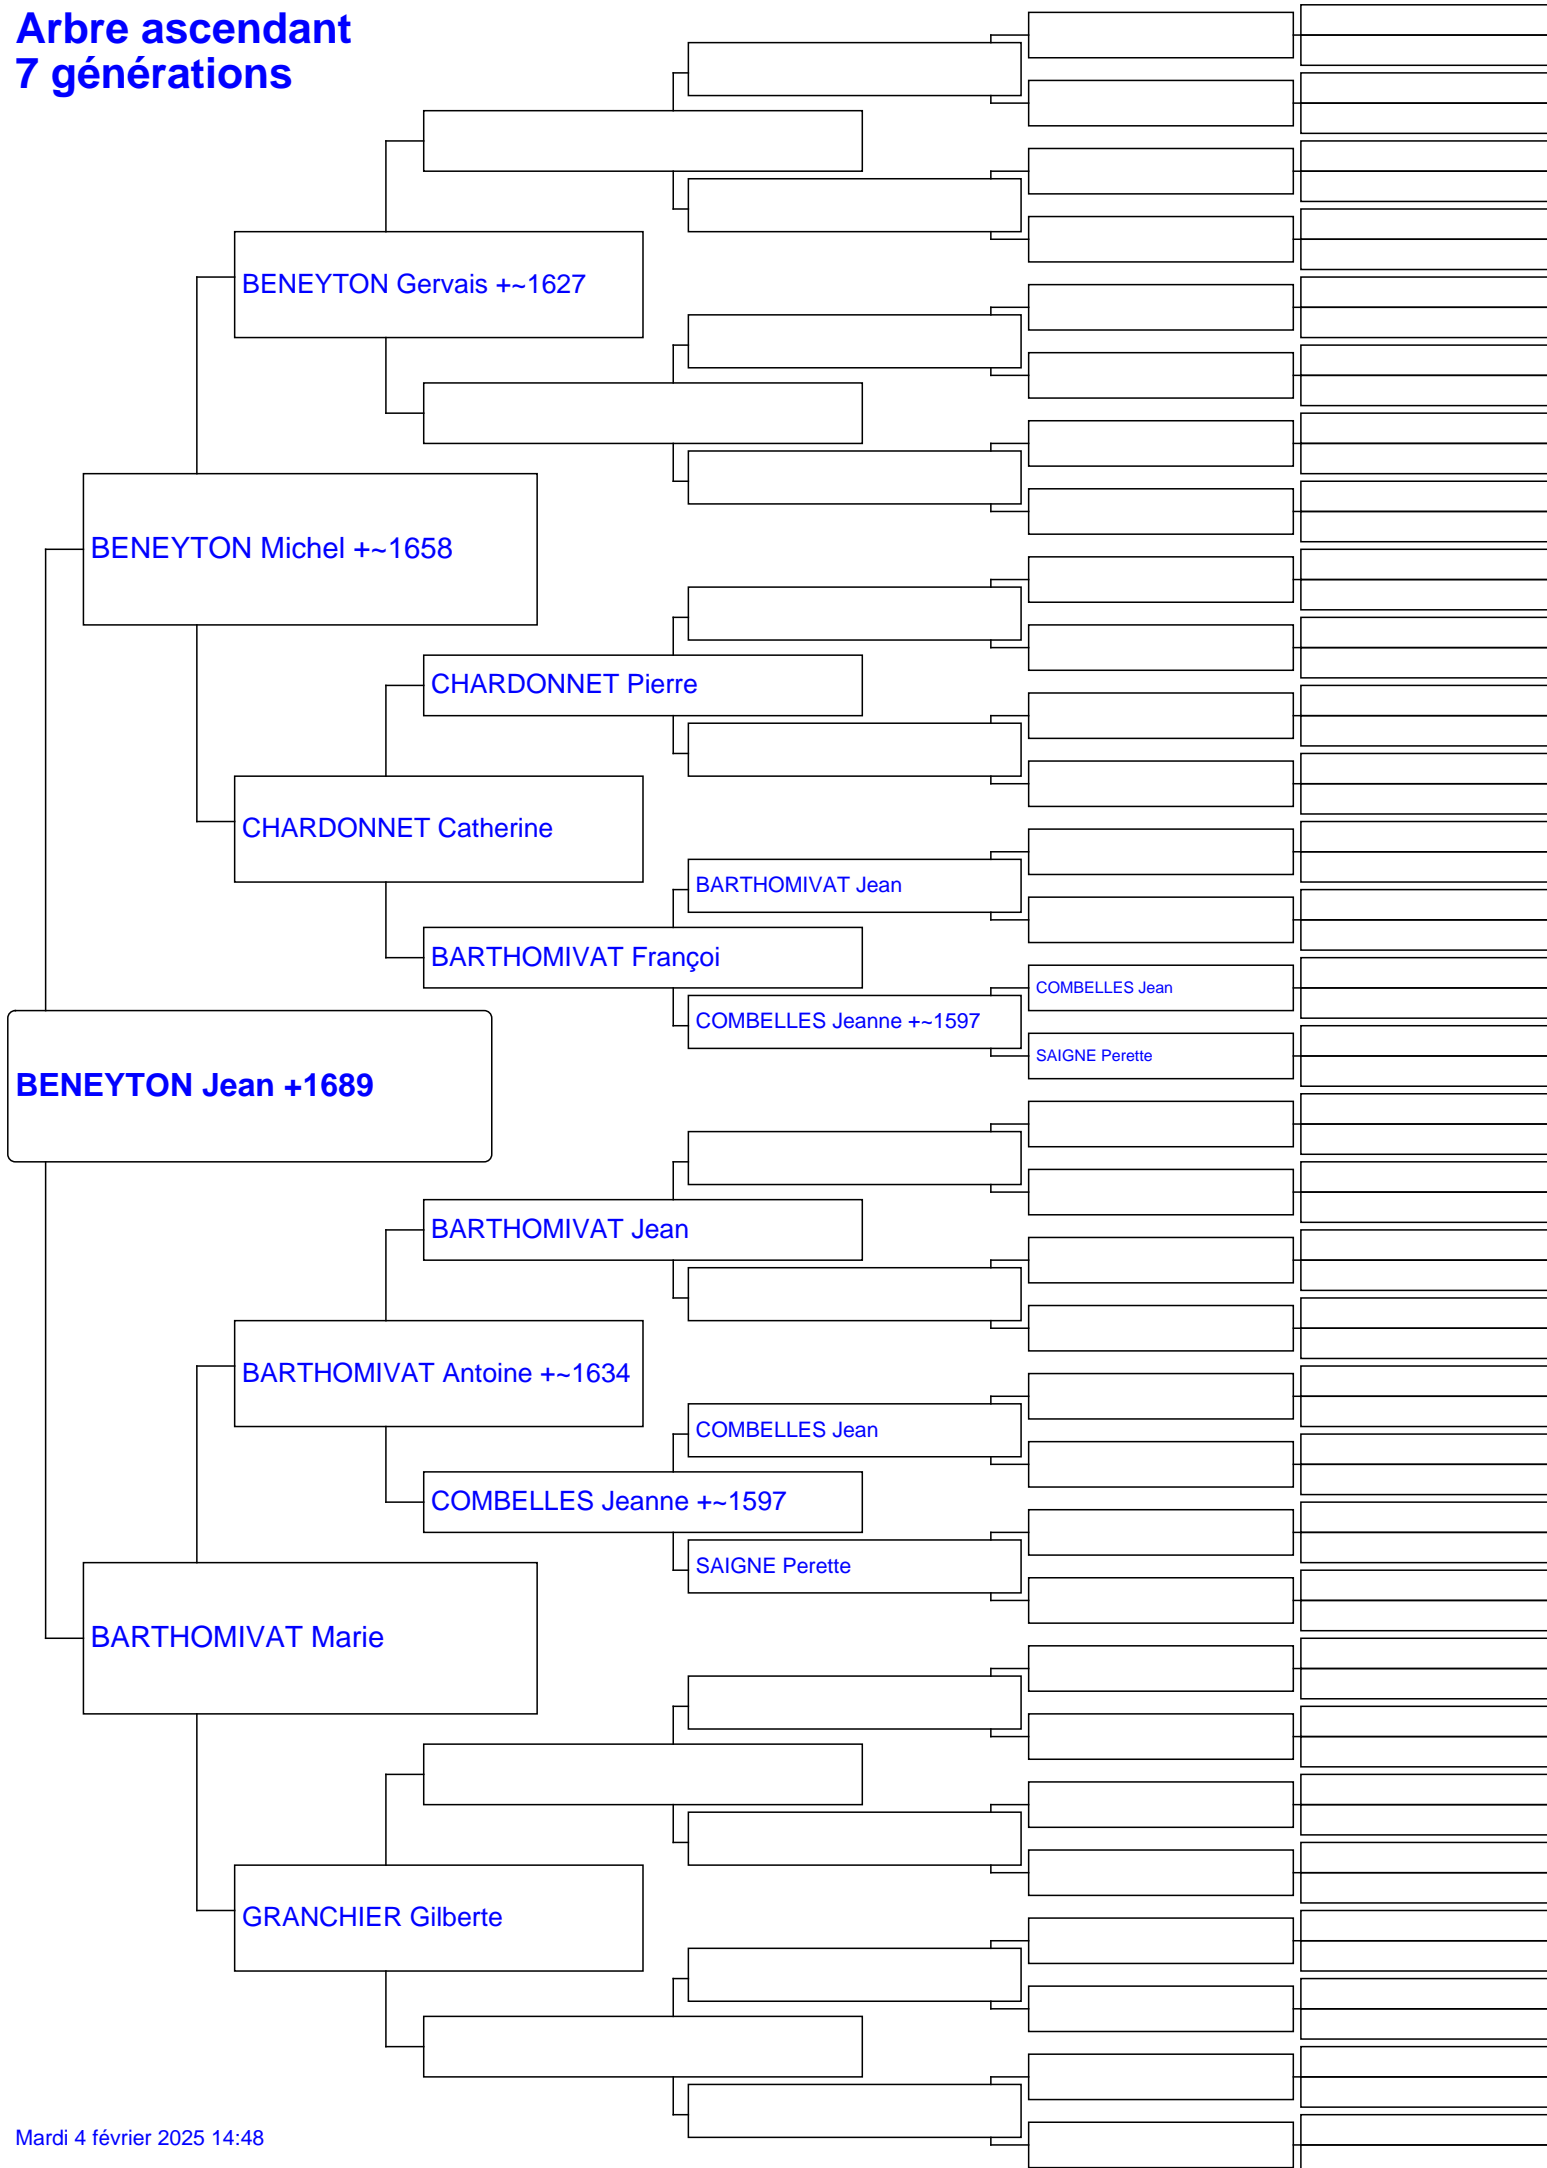 Arbre ascendant
7 générations
BENEYTON Gervais +~1627
BENEYTON Michel +~1658
CHARDONNET Pierre
CHARDONNET Catherine
BARTHOMIVAT Jean
BARTHOMIVAT Françoi
COMBELLES Jean
COMBELLES Jeanne +~1597
SAIGNE Perette
BENEYTON Jean +1689
BARTHOMIVAT Jean
BARTHOMIVAT Antoine +~1634
COMBELLES Jean
COMBELLES Jeanne +~1597
SAIGNE Perette
BARTHOMIVAT Marie
GRANCHIER Gilberte
Mardi 4 février 2025 14:48